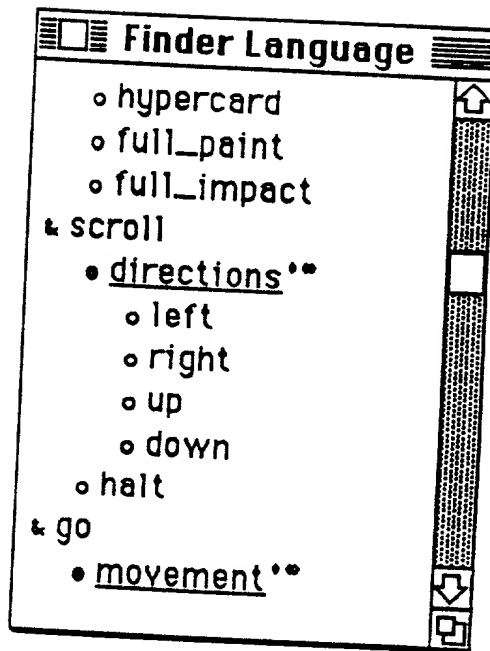 Finder Language
hypercard
full_paint
full_impact
& scroll
directions'∞
left
right
up
down
halt
& go
movement'∞